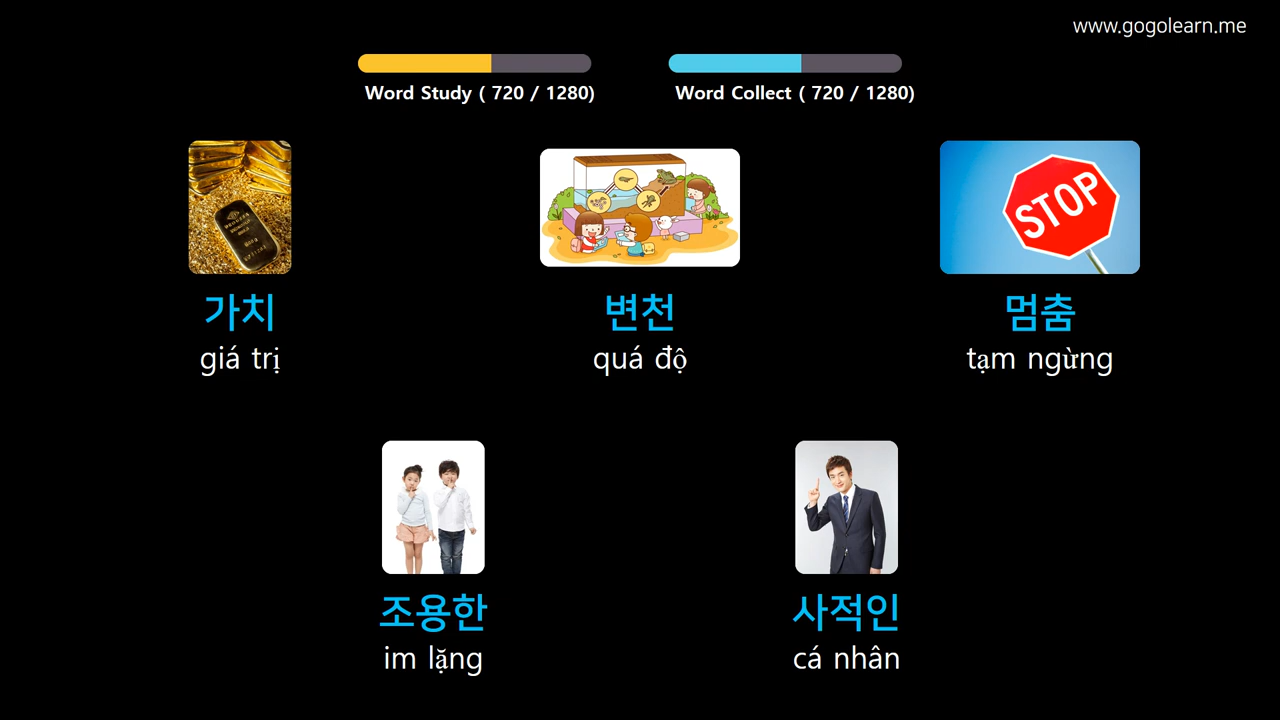 www.gogolearn.me
Word Study ( 720 / 1280)
Word Collect ( 720 / 1280)
STOP
가치
giá trị
변천
quá độ
멈춤
tạm ngừng
조용한
im lặng
사적인
cá nhân